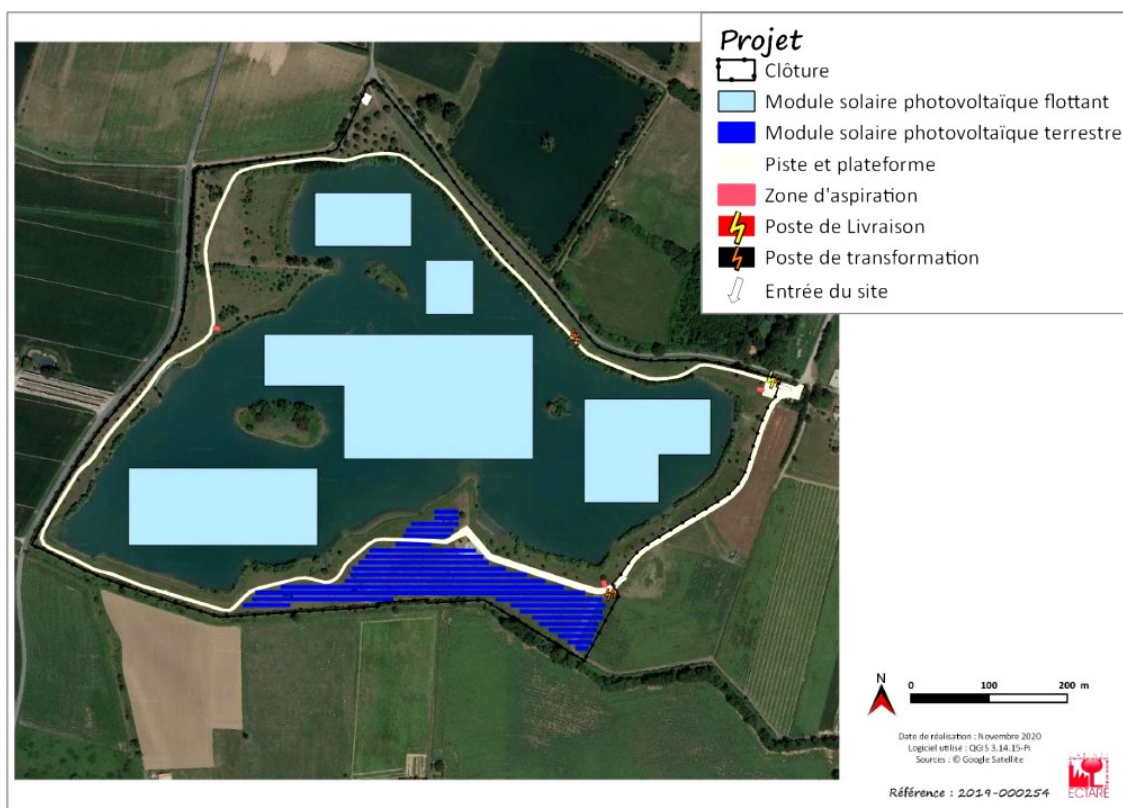 Projet
Clôture
Module solaire photovoltaïque flottant
Module solaire photovoltaïque terrestre
Piste et plateforme
Zone d'aspiration
Poste de Livraison
Poste de transformation
Entrée du site
N
0 100 200 m
Date de réalisation : Novembre 2020
Logiciel utilisé : QGIS 3.14.15-Pi
Sources : © Google Satellite
Référence : 2019-000254
ECTARE